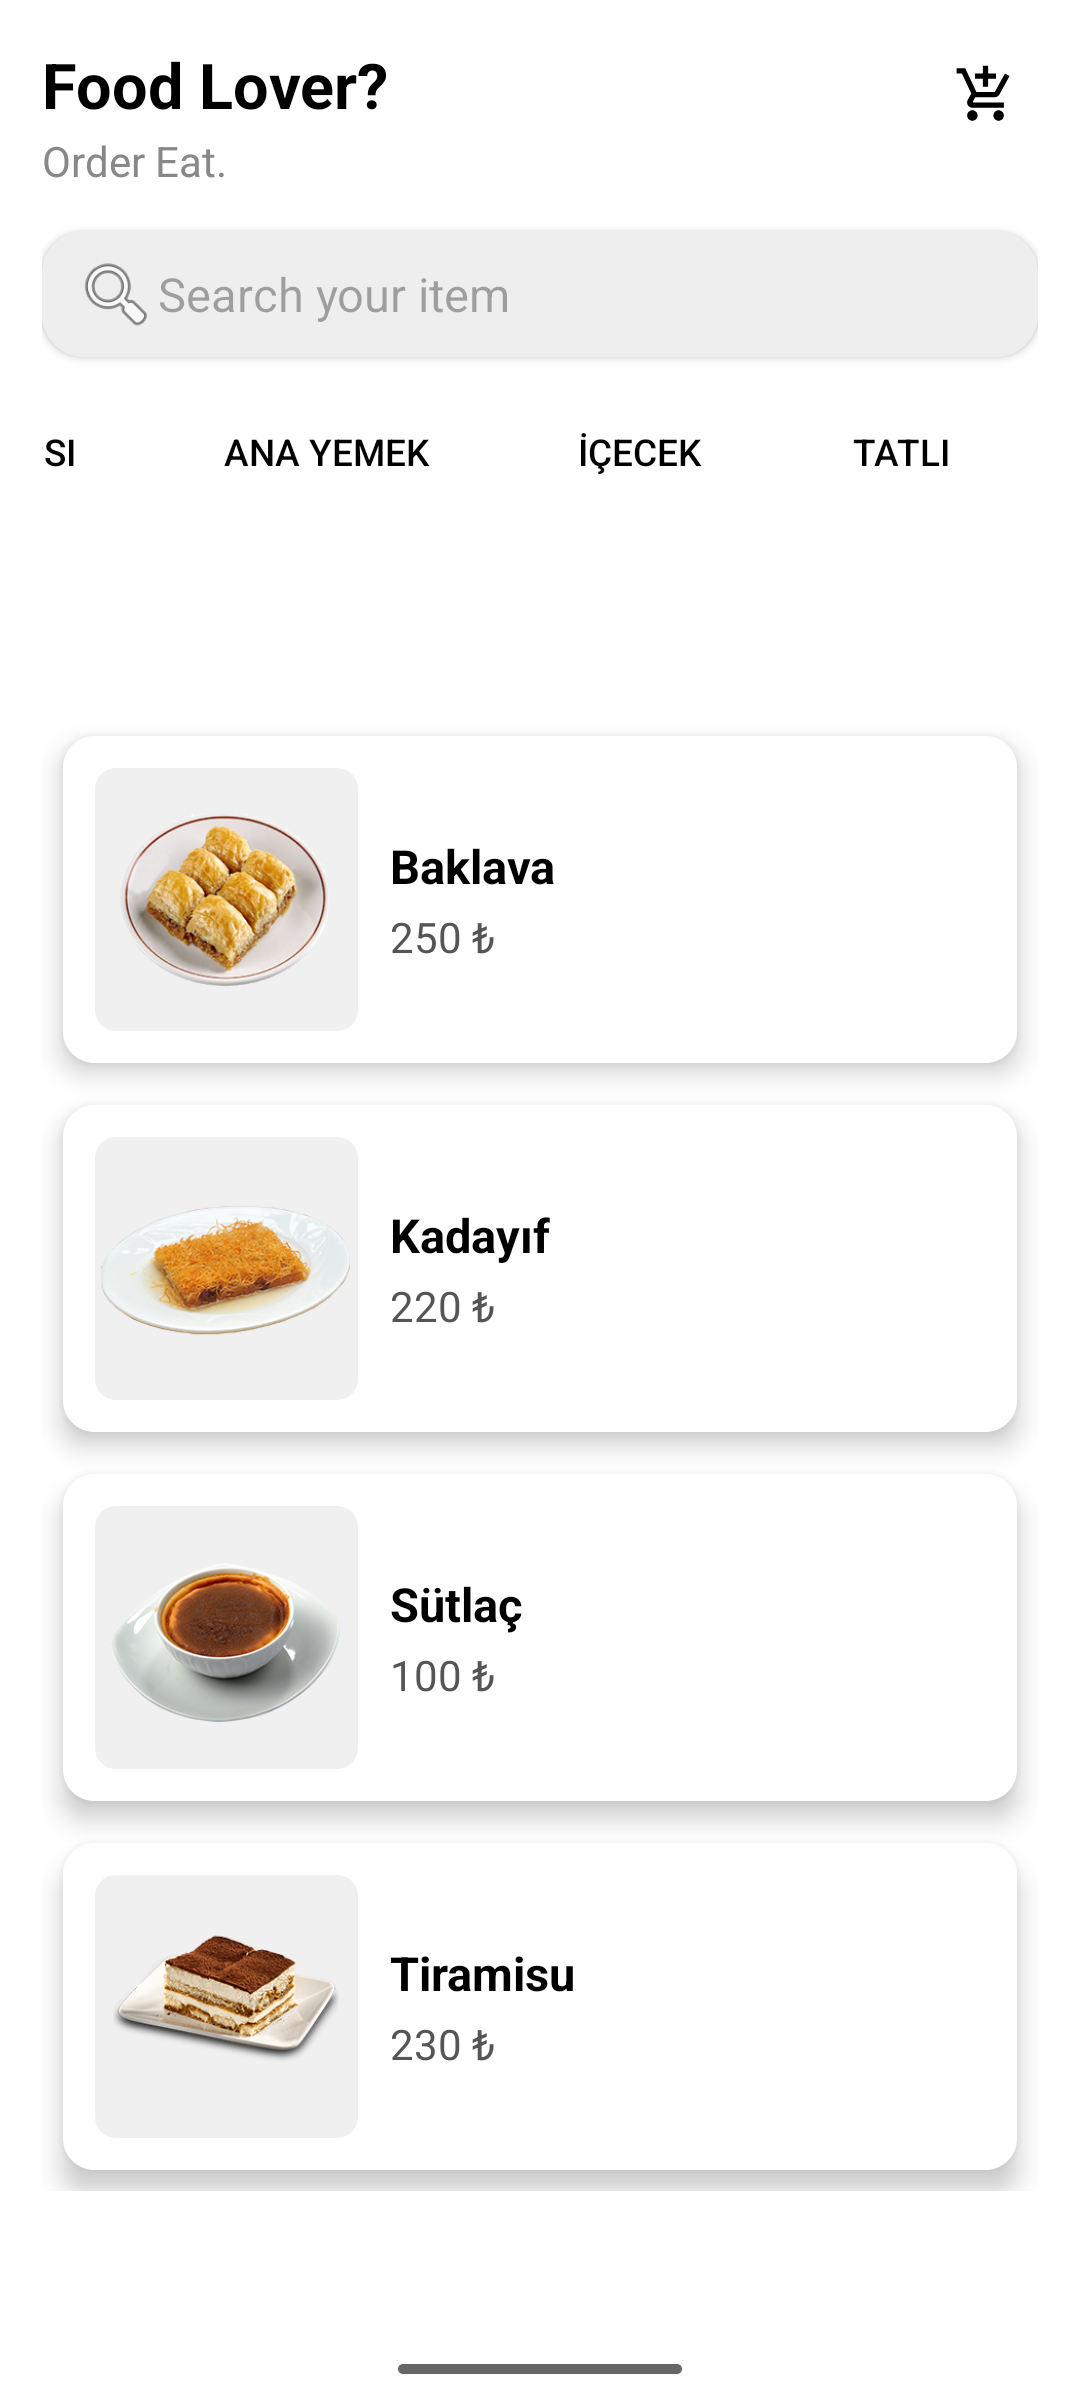 Food Lover?
Order Eat.
Search your item
SI ANA YEMEK İÇECEK TATLI
Baklava
250 ₺
Kadayıf
220 ₺
Sütlaç
100 ₺
Tiramisu
230 ₺